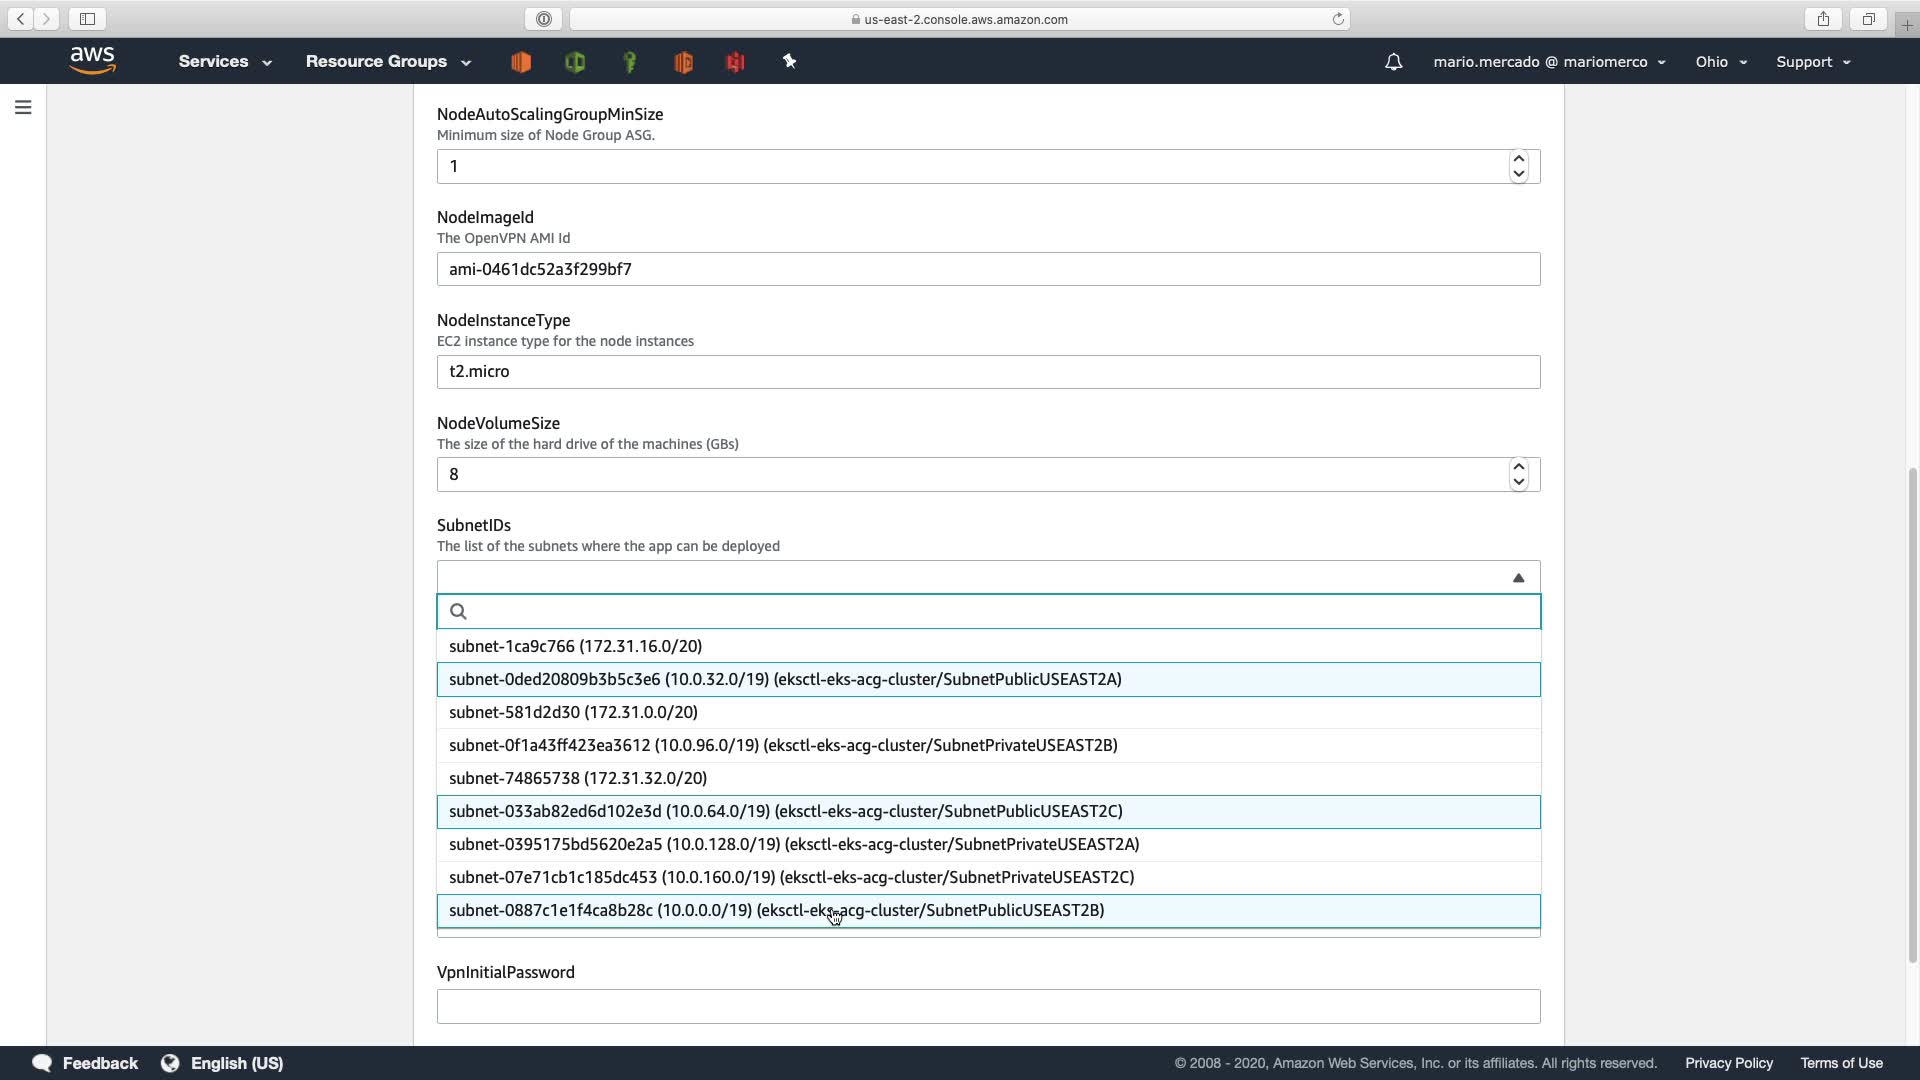 us-east-2.console.aws.amazon.com
aws
Services
Resource Groups
mario.mercado @ mariomerco
Ohio
Support
NodeAutoScalingGroupMinSize
Minimum size of Node Group ASG.
1
NodeImageId
The OpenVPN AMI Id
ami-0461dc52a3f299bf7
NodeInstanceType
EC2 instance type for the node instances
t2.micro
NodeVolumeSize
The size of the hard drive of the machines (GBs)
8
SubnetIDs
The list of the subnets where the app can be deployed
subnet-1ca9c766 (172.31.16.0/20)
subnet-0ded20809b3b5c3e6 (10.0.32.0/19) (eksctl-eks-acg-cluster/SubnetPublicUSEAST2A)
subnet-581d2d30 (172.31.0.0/20)
subnet-0f1a43ff423ea3612 (10.0.96.0/19) (eksctl-eks-acg-cluster/SubnetPrivateUSEAST2B)
subnet-74865738 (172.31.32.0/20)
subnet-033ab82ed6d102e3d (10.0.64.0/19) (eksctl-eks-acg-cluster/SubnetPublicUSEAST2C)
subnet-0395175bd5620e2a5 (10.0.128.0/19) (eksctl-eks-acg-cluster/SubnetPrivateUSEAST2A)
subnet-07e71cb1c185dc453 (10.0.160.0/19) (eksctl-eks-acg-cluster/SubnetPrivateUSEAST2C)
subnet-0887c1e1f4ca8b28c (10.0.0.0/19) (eksctl-eks-acg-cluster/SubnetPublicUSEAST2B)
VpnInitialPassword
Feedback
English (US)
© 2008 - 2020, Amazon Web Services, Inc. or its affiliates. All rights reserved.
Privacy Policy
Terms of Use